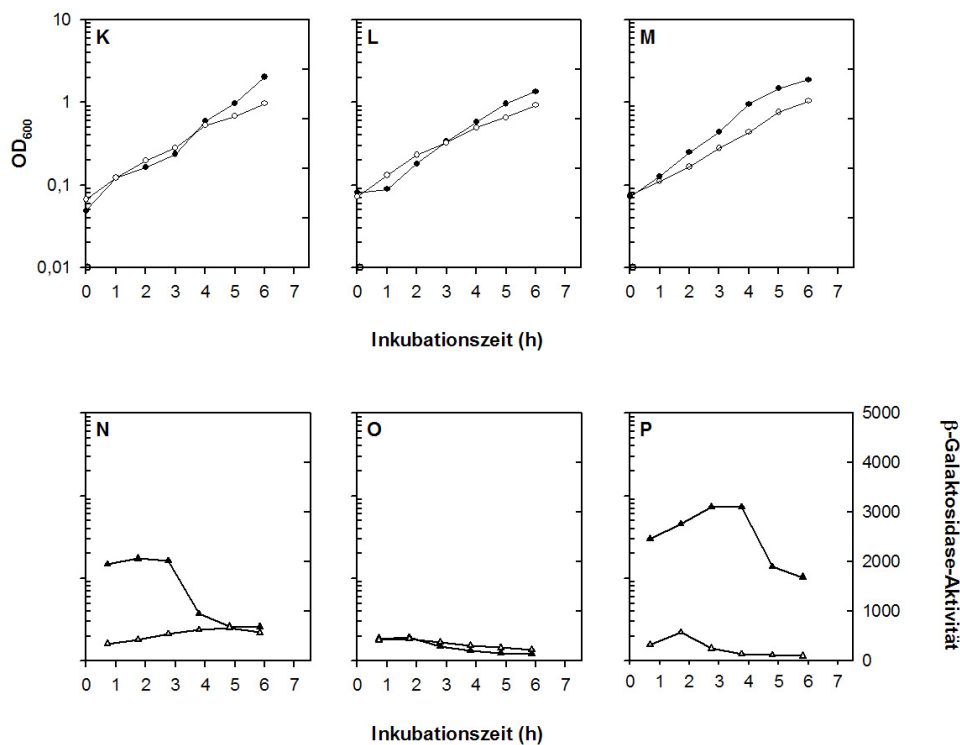 K
L
M
10
1
0,1
0,01
OD600
0 1 2 3 4 5 6 7
0 1 2 3 4 5 6 7
0 1 2 3 4 5 6 7
Inkubationszeit (h)
N
O
P
5000
4000
3000
2000
1000
0
β-Galaktosidase-Aktivität
0 1 2 3 4 5 6 7
0 1 2 3 4 5 6 7
0 1 2 3 4 5 6 7
Inkubationszeit (h)